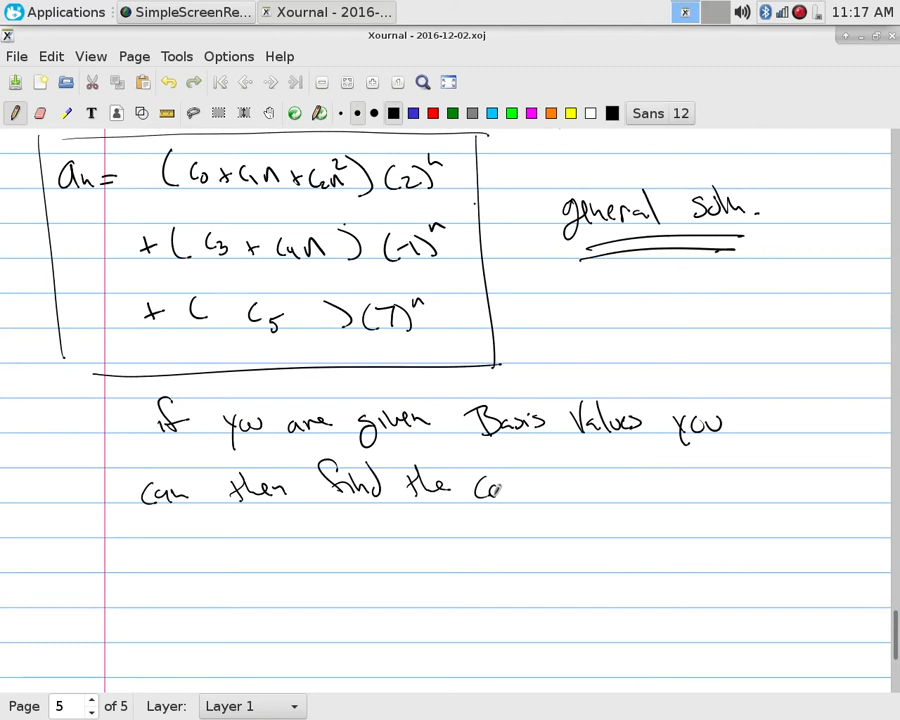 Applications SimpleScreenRe... Xournal - 2016-... 11:17 AM
Xournal - 2016-12-02.xoj
File Edit View Page Tools Options Help
T Sans 12
an = (c0 + c1n + c2n²) (2)ⁿ
general soln.
+ ( c3 + c4n ) (-1)ⁿ
+ ( c5 ) (7)ⁿ
if you are given Basis Values you
can then find the co
Page 5 of 5 Layer: Layer 1